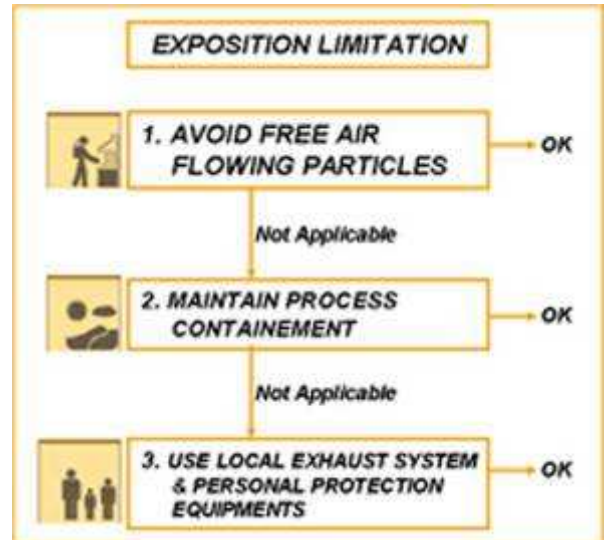 EXPOSITION LIMITATION
1. AVOID FREE AIR
FLOWING PARTICLES
OK
Not Applicable
2. MAINTAIN PROCESS
CONTAINEMENT
OK
Not Applicable
3. USE LOCAL EXHAUST SYSTEM
& PERSONAL PROTECTION
EQUIPMENTS
OK